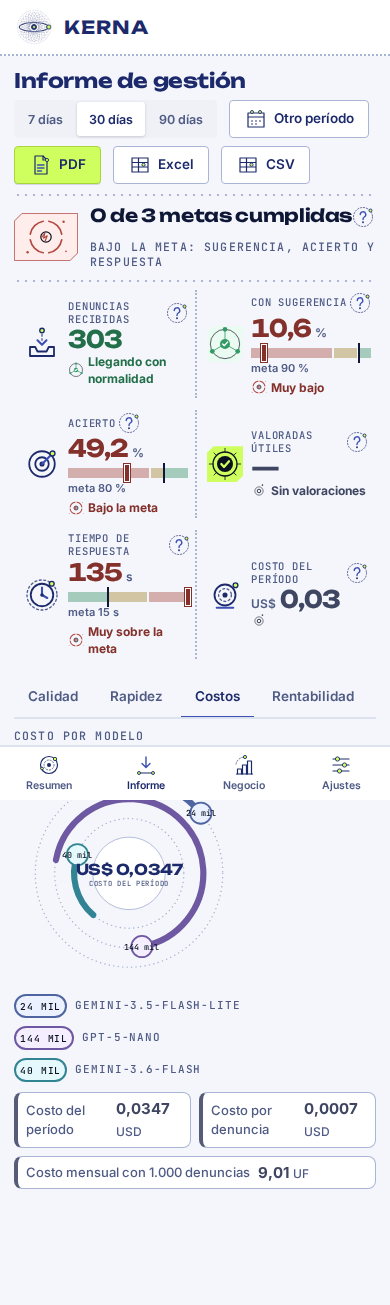 KERNA
Informe de gestión
7 días
30 días
90 días
Otro período
PDF
Excel
CSV
0 de 3 metas cumplidas
?
BAJO LA META: SUGERENCIA, ACIERTO Y
RESPUESTA
DENUNCIAS
RECIBIDAS
?
303
Llegando con
normalidad
CON SUGERENCIA
?
10,6 %
meta 90 %
Muy bajo
ACIERTO
?
49,2 %
meta 80 %
Bajo la meta
VALORADAS
ÚTILES
?
—
Sin valoraciones
TIEMPO DE
RESPUESTA
?
135 s
meta 15 s
Muy sobre la
meta
COSTO DEL
PERÍODO
?
US$ 0,03
Calidad
Rapidez
Costos
Rentabilidad
COSTO POR MODELO
Resumen
Informe
Negocio
Ajustes
24 mil
40 mil
US$ 0,0347
COSTO DEL PERÍODO
144 mil
24 MIL GEMINI-3.5-FLASH-LITE
144 MIL GPT-5-NANO
40 MIL GEMINI-3.6-FLASH
Costo del
período
0,0347
USD
Costo por
denuncia
0,0007
USD
Costo mensual con 1.000 denuncias 9,01 UF